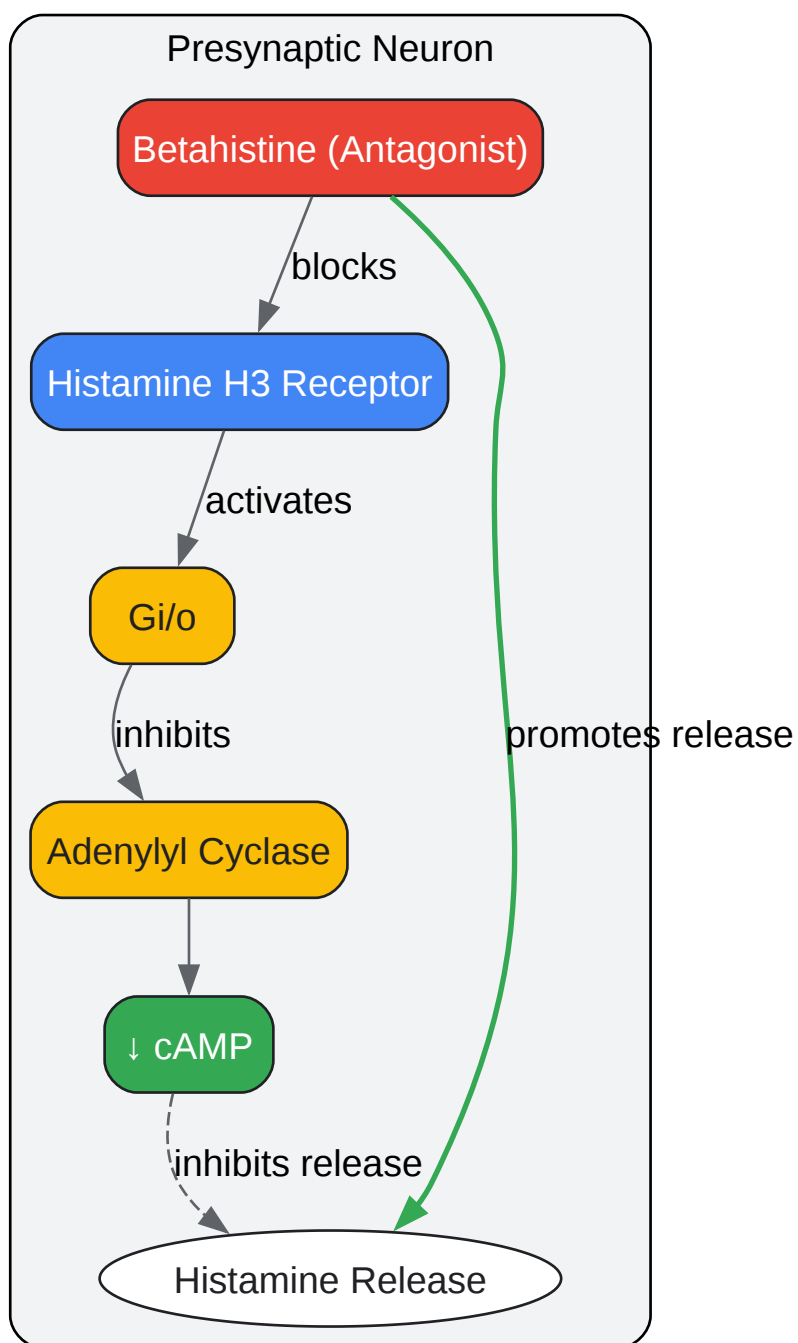 Presynaptic Neuron
Betahistine (Antagonist)
blocks
Histamine H3 Receptor
activates
Gi/o
inhibits
promotes release
Adenylyl Cyclase
↓ cAMP
inhibits release
Histamine Release